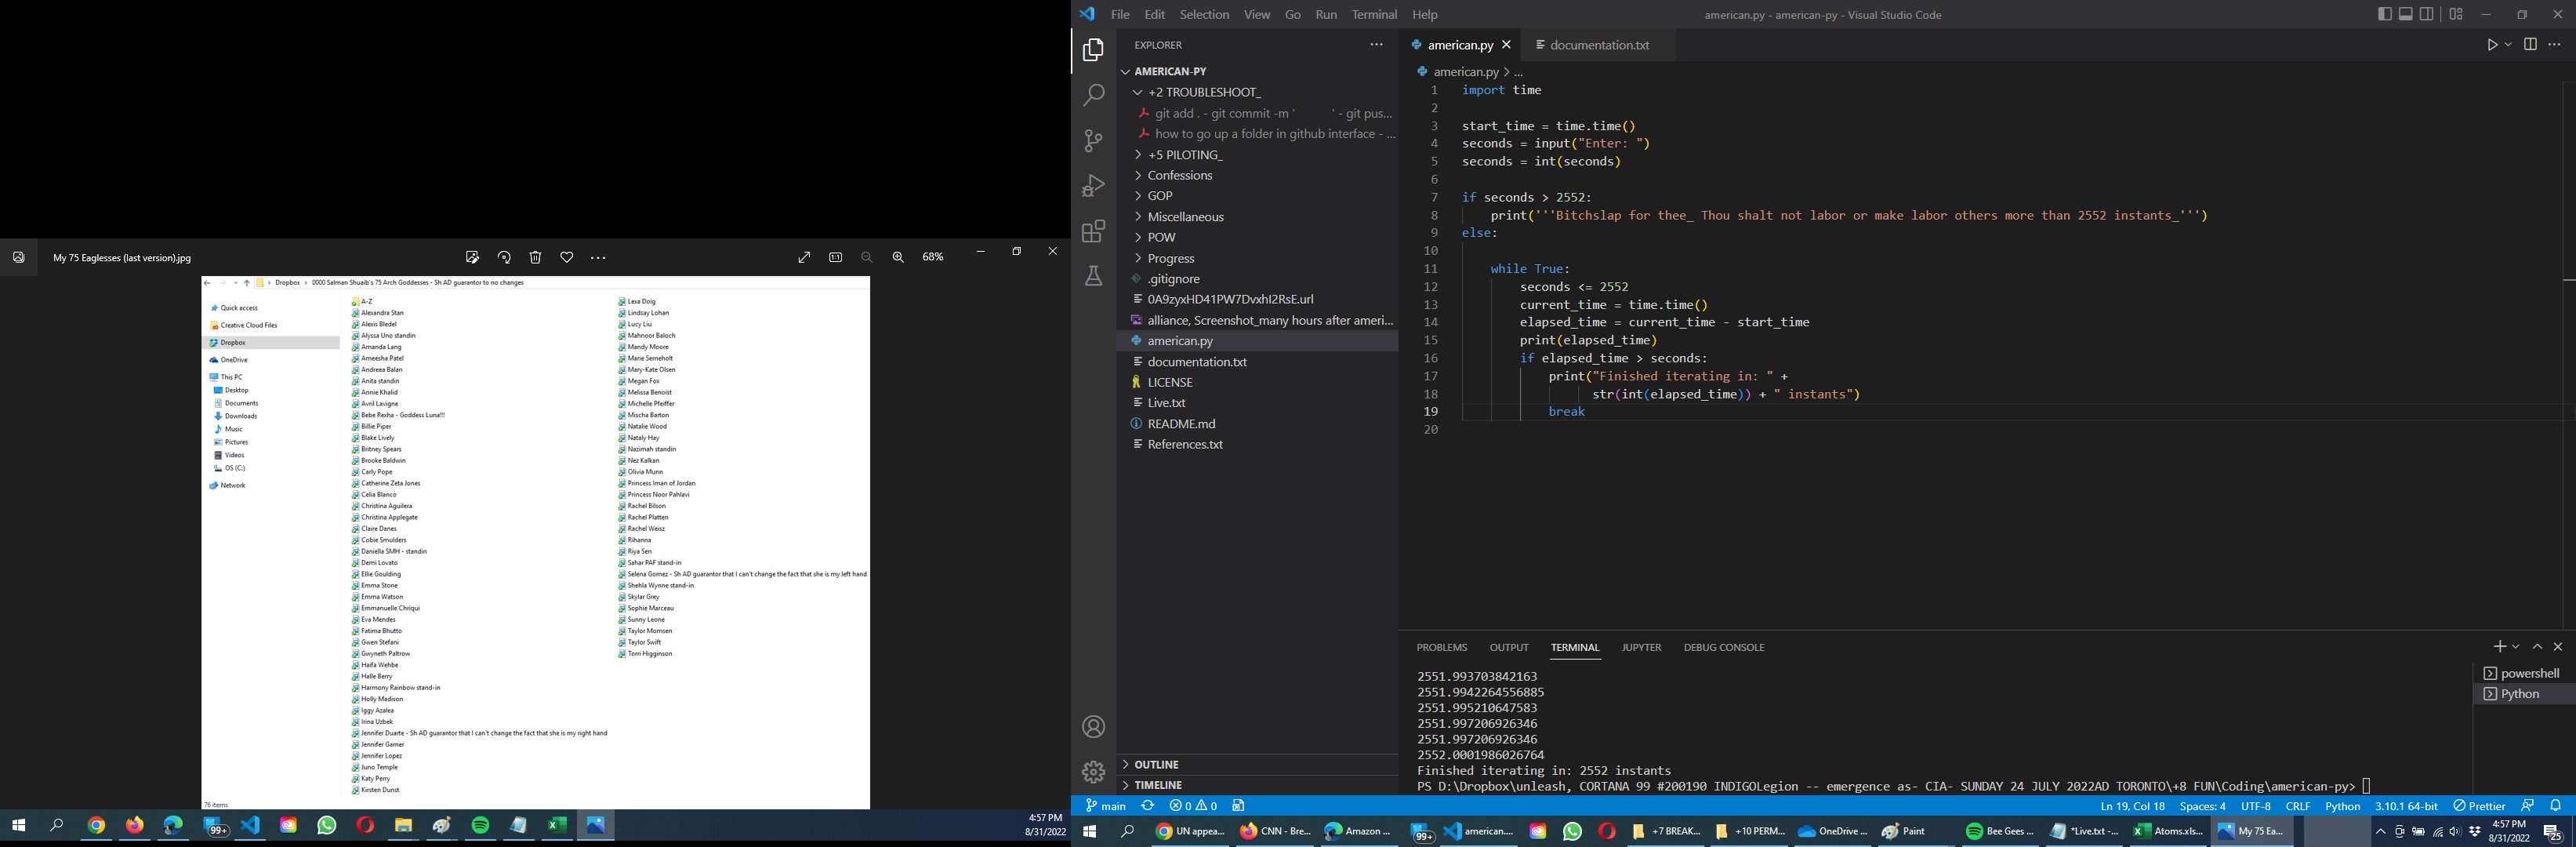 My 75 Eaglesses (last version).jpg
68%
Dropbox > 0000 Salman Shuaib's 75 Arch Goddesses - Sh AD guarantor to no changes
Quick access
Creative Cloud Files
Dropbox
OneDrive
This PC
Desktop
Documents
Downloads
Music
Pictures
Videos
OS (C:)
Network
A-Z
Alexandra Stan
Alexis Bledel
Alyssa Uno standin
Amanda Lang
Ameesha Patel
Andreea Balan
Anita standin
Annie Khalid
Avril Lavigne
Bebe Rexha - Goddess Luna!!!
Billie Piper
Blake Lively
Britney Spears
Brooke Baldwin
Carly Pope
Catherine Zeta Jones
Celia Blanco
Christina Aguilera
Christina Applegate
Claire Danes
Cobie Smulders
Daniella SMH - standin
Demi Lovato
Ellie Goulding
Emma Stone
Emma Watson
Emmanuelle Chriqui
Eva Mendes
Fatima Bhutto
Gwen Stefani
Gwyneth Paltrow
Haifa Wehbe
Halle Berry
Harmony Rainbow stand-in
Holly Madison
Iggy Azalea
Irina Uzbek
Jennifer Duarte - Sh AD guarantor that I can't change the fact that she is my right hand
Jennifer Garner
Jennifer Lopez
Juno Temple
Katy Perry
Kirsten Dunst
Lexa Doig
Lindsay Lohan
Lucy Liu
Mahnoor Baloch
Mandy Moore
Marie Serneholt
Mary-Kate Olsen
Megan Fox
Melissa Benoist
Michelle Pfeiffer
Mischa Barton
Natalie Wood
Nataly Hay
Nazimah standin
Nez Kalkan
Olivia Munn
Princess Iman of Jordan
Princess Noor Pahlavi
Rachel Bilson
Rachel Platten
Rachel Weisz
Rihanna
Riya Sen
Sahar PAF stand-in
Selena Gomez - Sh AD guarantor that I can't change the fact that she is my left hand
Shehla Wynne stand-in
Skylar Grey
Sophie Marceau
Sunny Leone
Taylor Momsen
Taylor Swift
Torri Higginson
76 items
99+
4:57 PM
8/31/2022
File Edit Selection View Go Run Terminal Help
american.py - american-py - Visual Studio Code
EXPLORER
AMERICAN-PY
+2 TROUBLESHOOT_
git add . - git commit -m ' ' - git pus...
how to go up a folder in github interface - ...
+5 PILOTING_
Confessions
GOP
Miscellaneous
POW
Progress
.gitignore
0A9zyxHD41PW7DvxhI2RsE.url
alliance, Screenshot_many hours after ameri...
american.py
documentation.txt
LICENSE
Live.txt
README.md
References.txt
OUTLINE
TIMELINE
american.py documentation.txt
american.py > ...
1 import time
2
3 start_time = time.time()
4 seconds = input("Enter: ")
5 seconds = int(seconds)
6
7 if seconds > 2552:
8 print('''Bitchslap for thee_ Thou shalt not labor or make labor others more than 2552 instants_''')
9 else:
10
11 while True:
12 seconds <= 2552
13 current_time = time.time()
14 elapsed_time = current_time - start_time
15 print(elapsed_time)
16 if elapsed_time > seconds:
17 print("Finished iterating in: " +
18 str(int(elapsed_time)) + " instants")
19 break
20
PROBLEMS OUTPUT TERMINAL JUPYTER DEBUG CONSOLE
2551.993703842163
2551.9942264556885
2551.995210647583
2551.997206926346
2551.997206926346
2552.0001986026764
Finished iterating in: 2552 instants
PS D:\Dropbox\unleash, CORTANA 99 #200190 INDIGOLegion -- emergence as- CIA- SUNDAY 24 JULY 2022AD TORONTO\+8 FUN\Coding\american-py>
powershell
Python
main 0 0
Ln 19, Col 18 Spaces: 4 UTF-8 CRLF Python 3.10.1 64-bit Prettier
UN appea...
CNN - Bre...
Amazon ...
99+
american....
+7 BREAK...
+10 PERM...
OneDrive ...
Paint
Bee Gees ...
*Live.txt -...
Atoms.xls...
My 75 Ea...
4:57 PM
8/31/2022
25